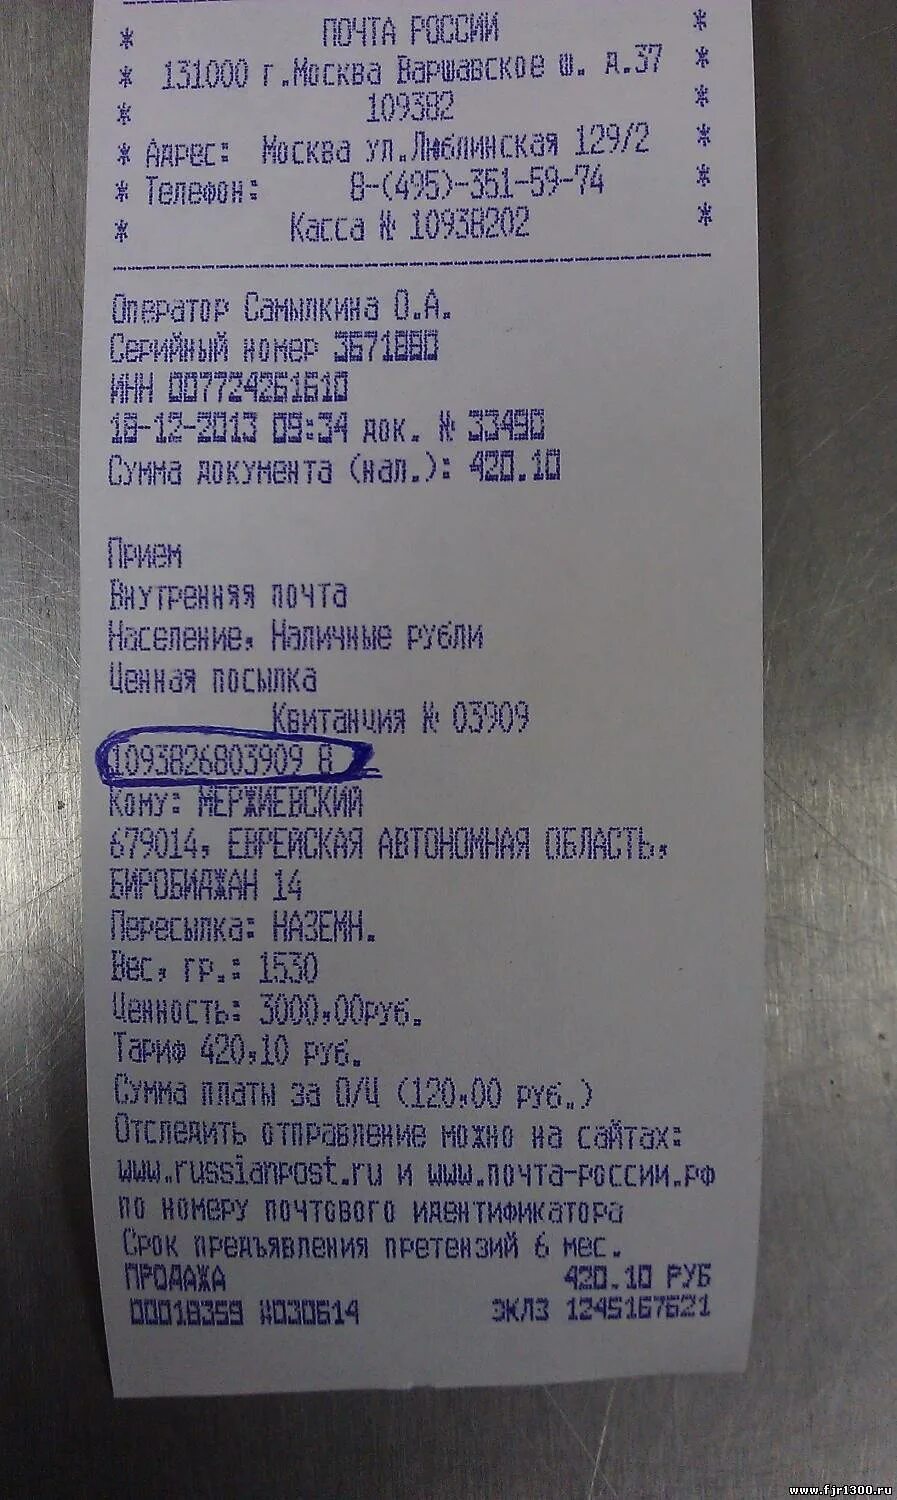 * ПОЧТА РОССИИ *
* 131000 г.Москва Варшавское ш. д.37 *
* 109382 *
* Адрес: Москва ул.Люблинская 129/2 *
* Телефон: 8-(495)-351-59-74 *
* Касса № 10938202 *
Оператор Самылкина О.А.
Серийный номер 3671880
ИНН 007724261610
18-12-2013 09:34 док. № 33490
Сумма документа (нал.): 420.10
Прием
Внутренняя почта
Население, Наличные рубли
Ценная посылка
Квитанция № 03909
1093826803909 Я
Кому: МЕРЖИЕВСКИЙ
679014, ЕВРЕЙСКАЯ АВТОНОМНАЯ ОБЛАСТЬ,
БИРОБИДЖАН 14
Пересылка: НАЗЕМН.
Вес, гр.: 1530
Ценность: 3000,00руб.
Тариф 420,10 руб.
Сумма платы за О/Ц (120,00 руб.)
Отследить отправление можно на сайтах:
www.russianpost.ru и www.почта-россии.рф
по номеру почтового идентификатора
Срок предъявления претензий 6 мес.
ПРОДАЖА 420.10 РУБ
00018359 #030614 ЭКЛЗ 1245167621
www.fjr1300.ru